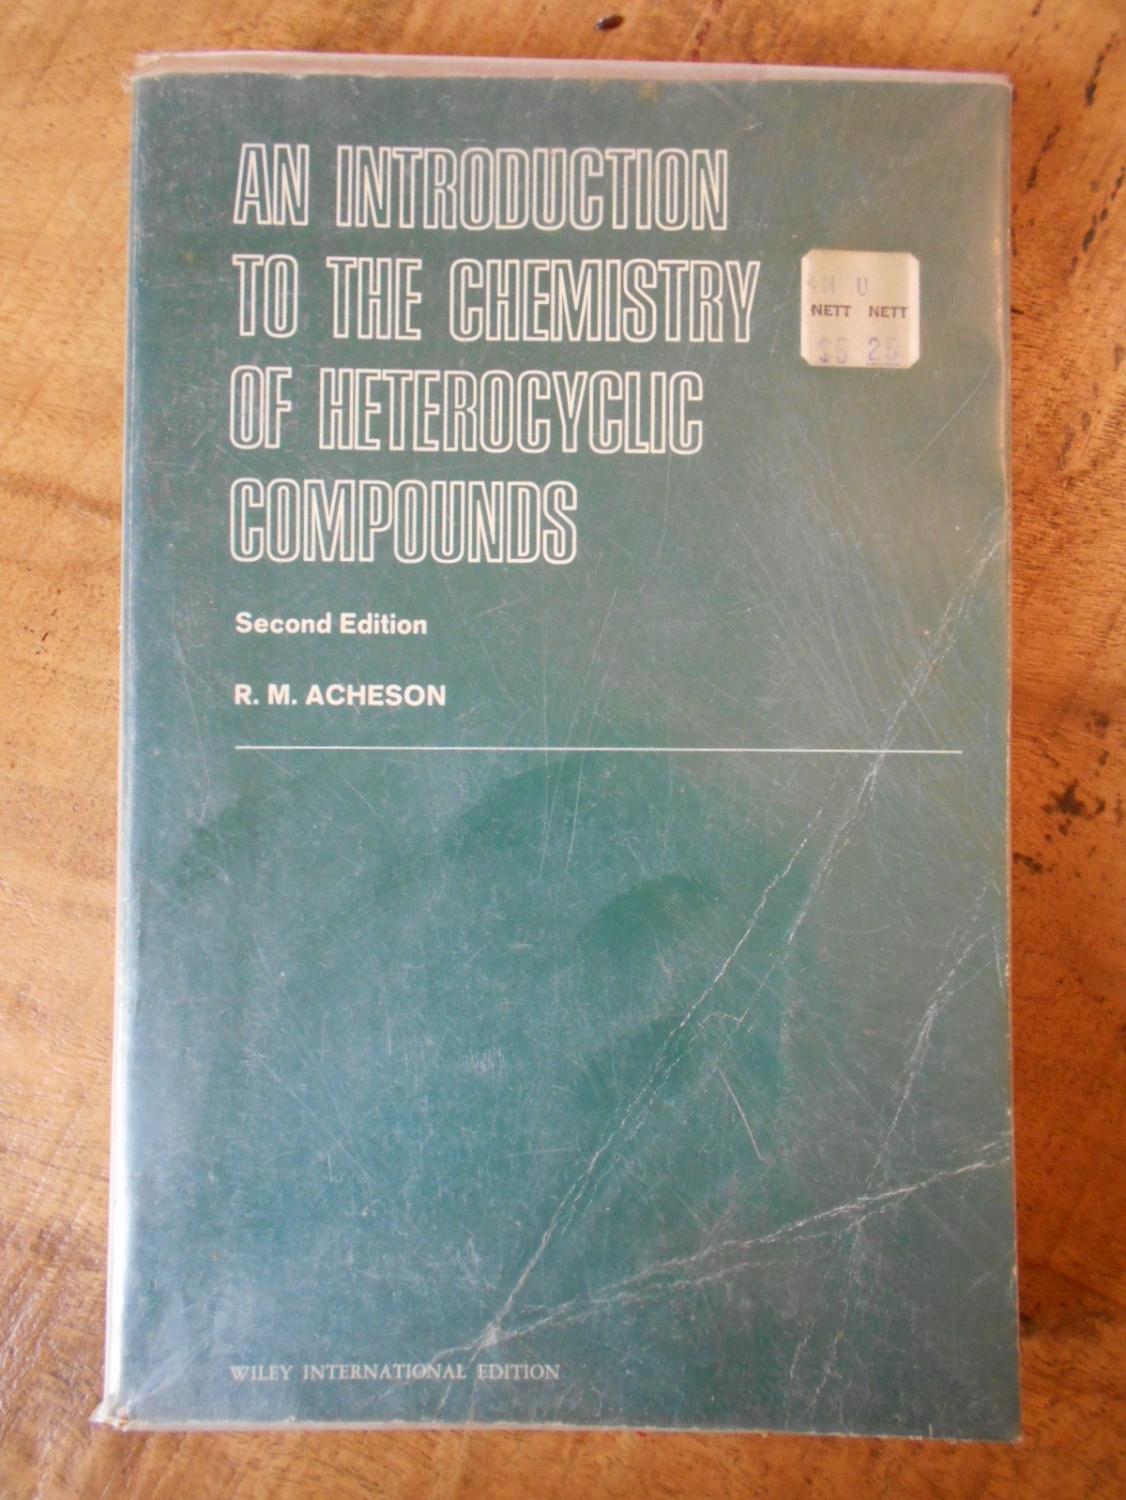 AN INTRODUCTION
TO THE CHEMISTRY
OF HETEROCYCLIC
COMPOUNDS
U
NETT NETT
$6 25
Second Edition
R. M. ACHESON
WILEY INTERNATIONAL EDITION